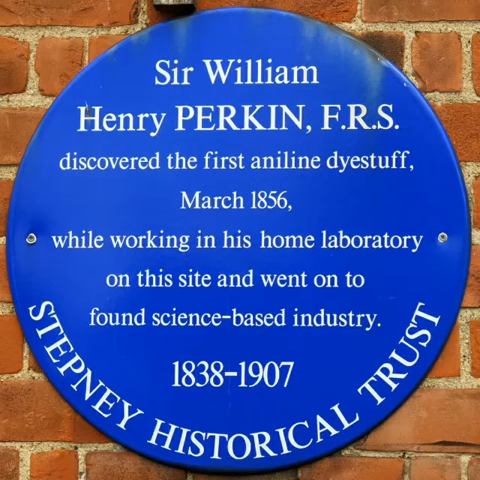 Sir William
Henry PERKIN, F.R.S.
discovered the first aniline dyestuff,
March 1856,
while working in his home laboratory
on this site and went on to
found science-based industry.
1838-1907
STEPNEY HISTORICAL TRUST